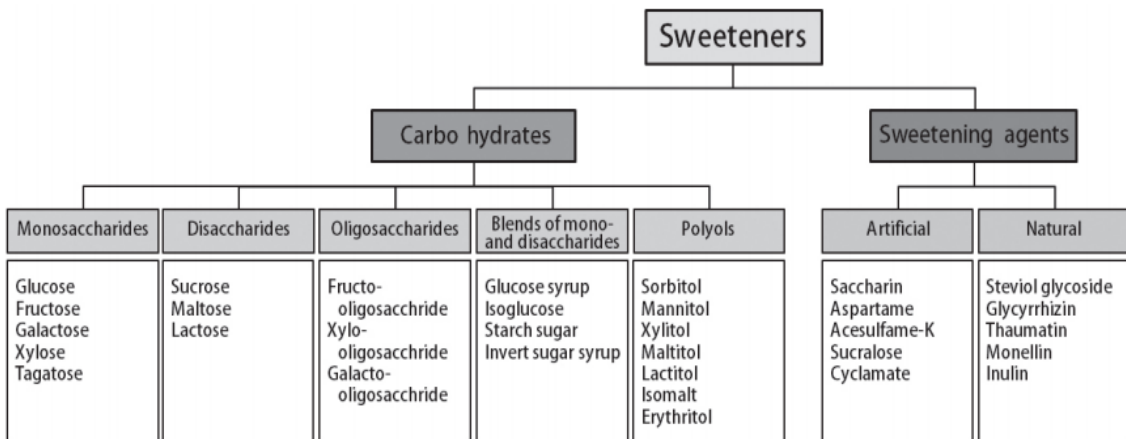 Sweeteners
Carbo hydrates
Sweetening agents
Monosaccharides
Disaccharides
Oligosaccharides
Blends of mono-
and disaccharides
Polyols
Artificial
Natural
Glucose
Fructose
Galactose
Xylose
Tagatose
Sucrose
Maltose
Lactose
Fructo-
oligosacchride
Xylo-
oligosacchride
Galacto-
oligosacchride
Glucose syrup
Isoglucose
Starch sugar
Invert sugar syrup
Sorbitol
Mannitol
Xylitol
Maltitol
Lactitol
Isomalt
Erythritol
Saccharin
Aspartame
Acesulfame-K
Sucralose
Cyclamate
Steviol glycoside
Glycyrrhizin
Thaumatin
Monellin
Inulin